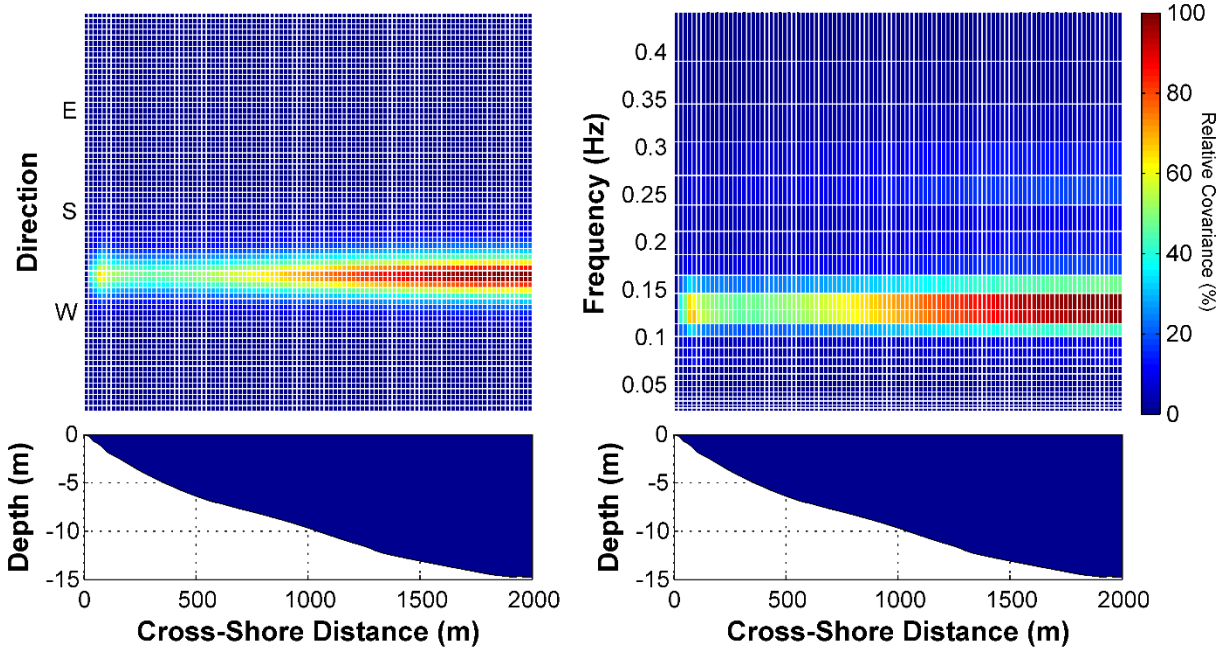 Direction
E
S
W
Frequency (Hz)
0.4
0.35
0.3
0.25
0.2
0.15
0.1
0.05
100
80
60
40
20
0
Relative Covariance (%)
Depth (m)
0
-5
-10
-15
0 500 1000 1500 2000
Cross-Shore Distance (m)
Depth (m)
0
-5
-10
-15
0 500 1000 1500 2000
Cross-Shore Distance (m)